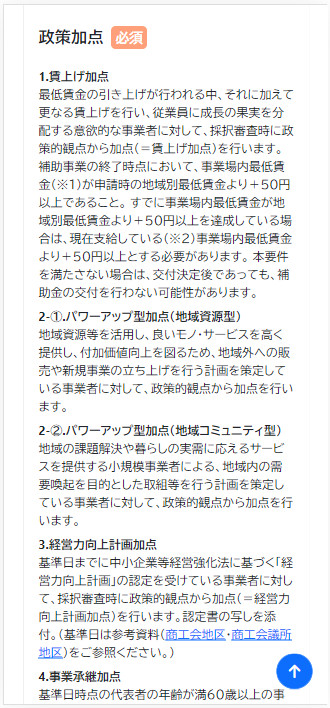 政策加点 必須
1.賃上げ加点
最低賃金の引き上げが行われる中、それに加えて
更なる賃上げを行い、従業員に成長の果実を分
配する意欲的な事業者に対して、採択審査時に政
策的観点から加点（＝賃上げ加点）を行います。
補助事業の終了時点において、事業場内最低賃
金（※1）が申請時の地域別最低賃金より＋50円
以上であること。すでに事業場内最低賃金が地
域別最低賃金より＋50円以上を達成している場
合は、現在支給している（※2）事業場内最低賃金
より＋50円以上とする必要があります。本要件
を満たさない場合は、交付決定後であっても、補
助金の交付を行わない可能性があります。
2-①.パワーアップ型加点（地域資源型）
地域資源等を活用し、良いモノ・サービスを高く
提供し、付加価値向上を図るため、地域外への販
売や新規事業の立ち上げを行う計画を策定して
いる事業者に対して、政策的観点から加点を行い
ます。
2-②.パワーアップ型加点（地域コミュニティ型）
地域の課題解決や暮らしの実需に応えるサービ
スを提供する小規模事業者による、地域内の需
要喚起を目的とした取組等を行う計画を策定し
ている事業者に対して、政策的観点から加点を行
います。
3.経営力向上計画加点
基準日までに中小企業等経営強化法に基づく「経
営力向上計画」の認定を受けている事業者に対し
て、採択審査時に政策的観点から加点（＝経営力
向上計画加点）を行います。認定書の写しを添
付。（基準日は参考資料（商工会地区・商工会議所
地区）をご参照ください。）
4.事業承継加点
基準日時点の代表者の年齢が満60歳以上の事